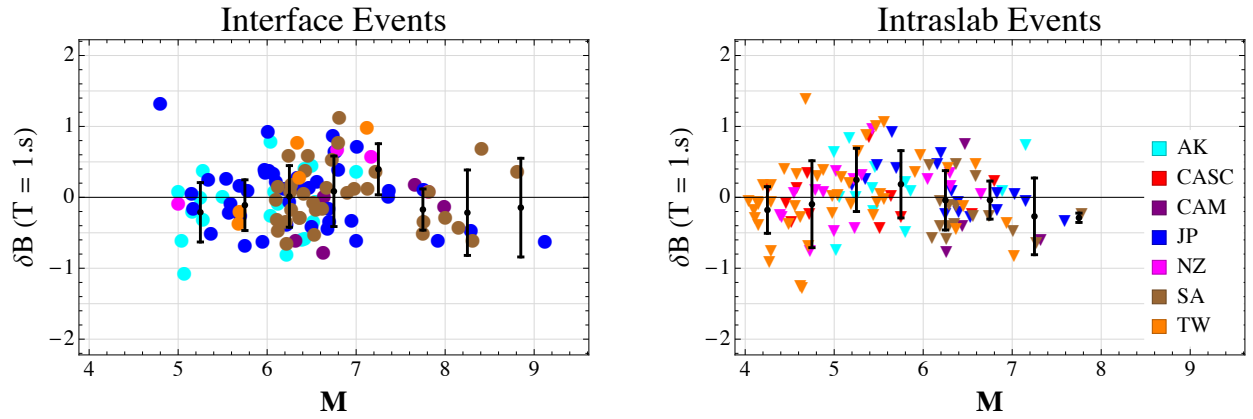 Interface Events
2
1
0
−1
−2
δB (T = 1.s)
4 5 6 7 8 9
M
Intraslab Events
2
1
0
−1
−2
δB (T = 1.s)
4 5 6 7 8 9
M
AK
CASC
CAM
JP
NZ
SA
TW